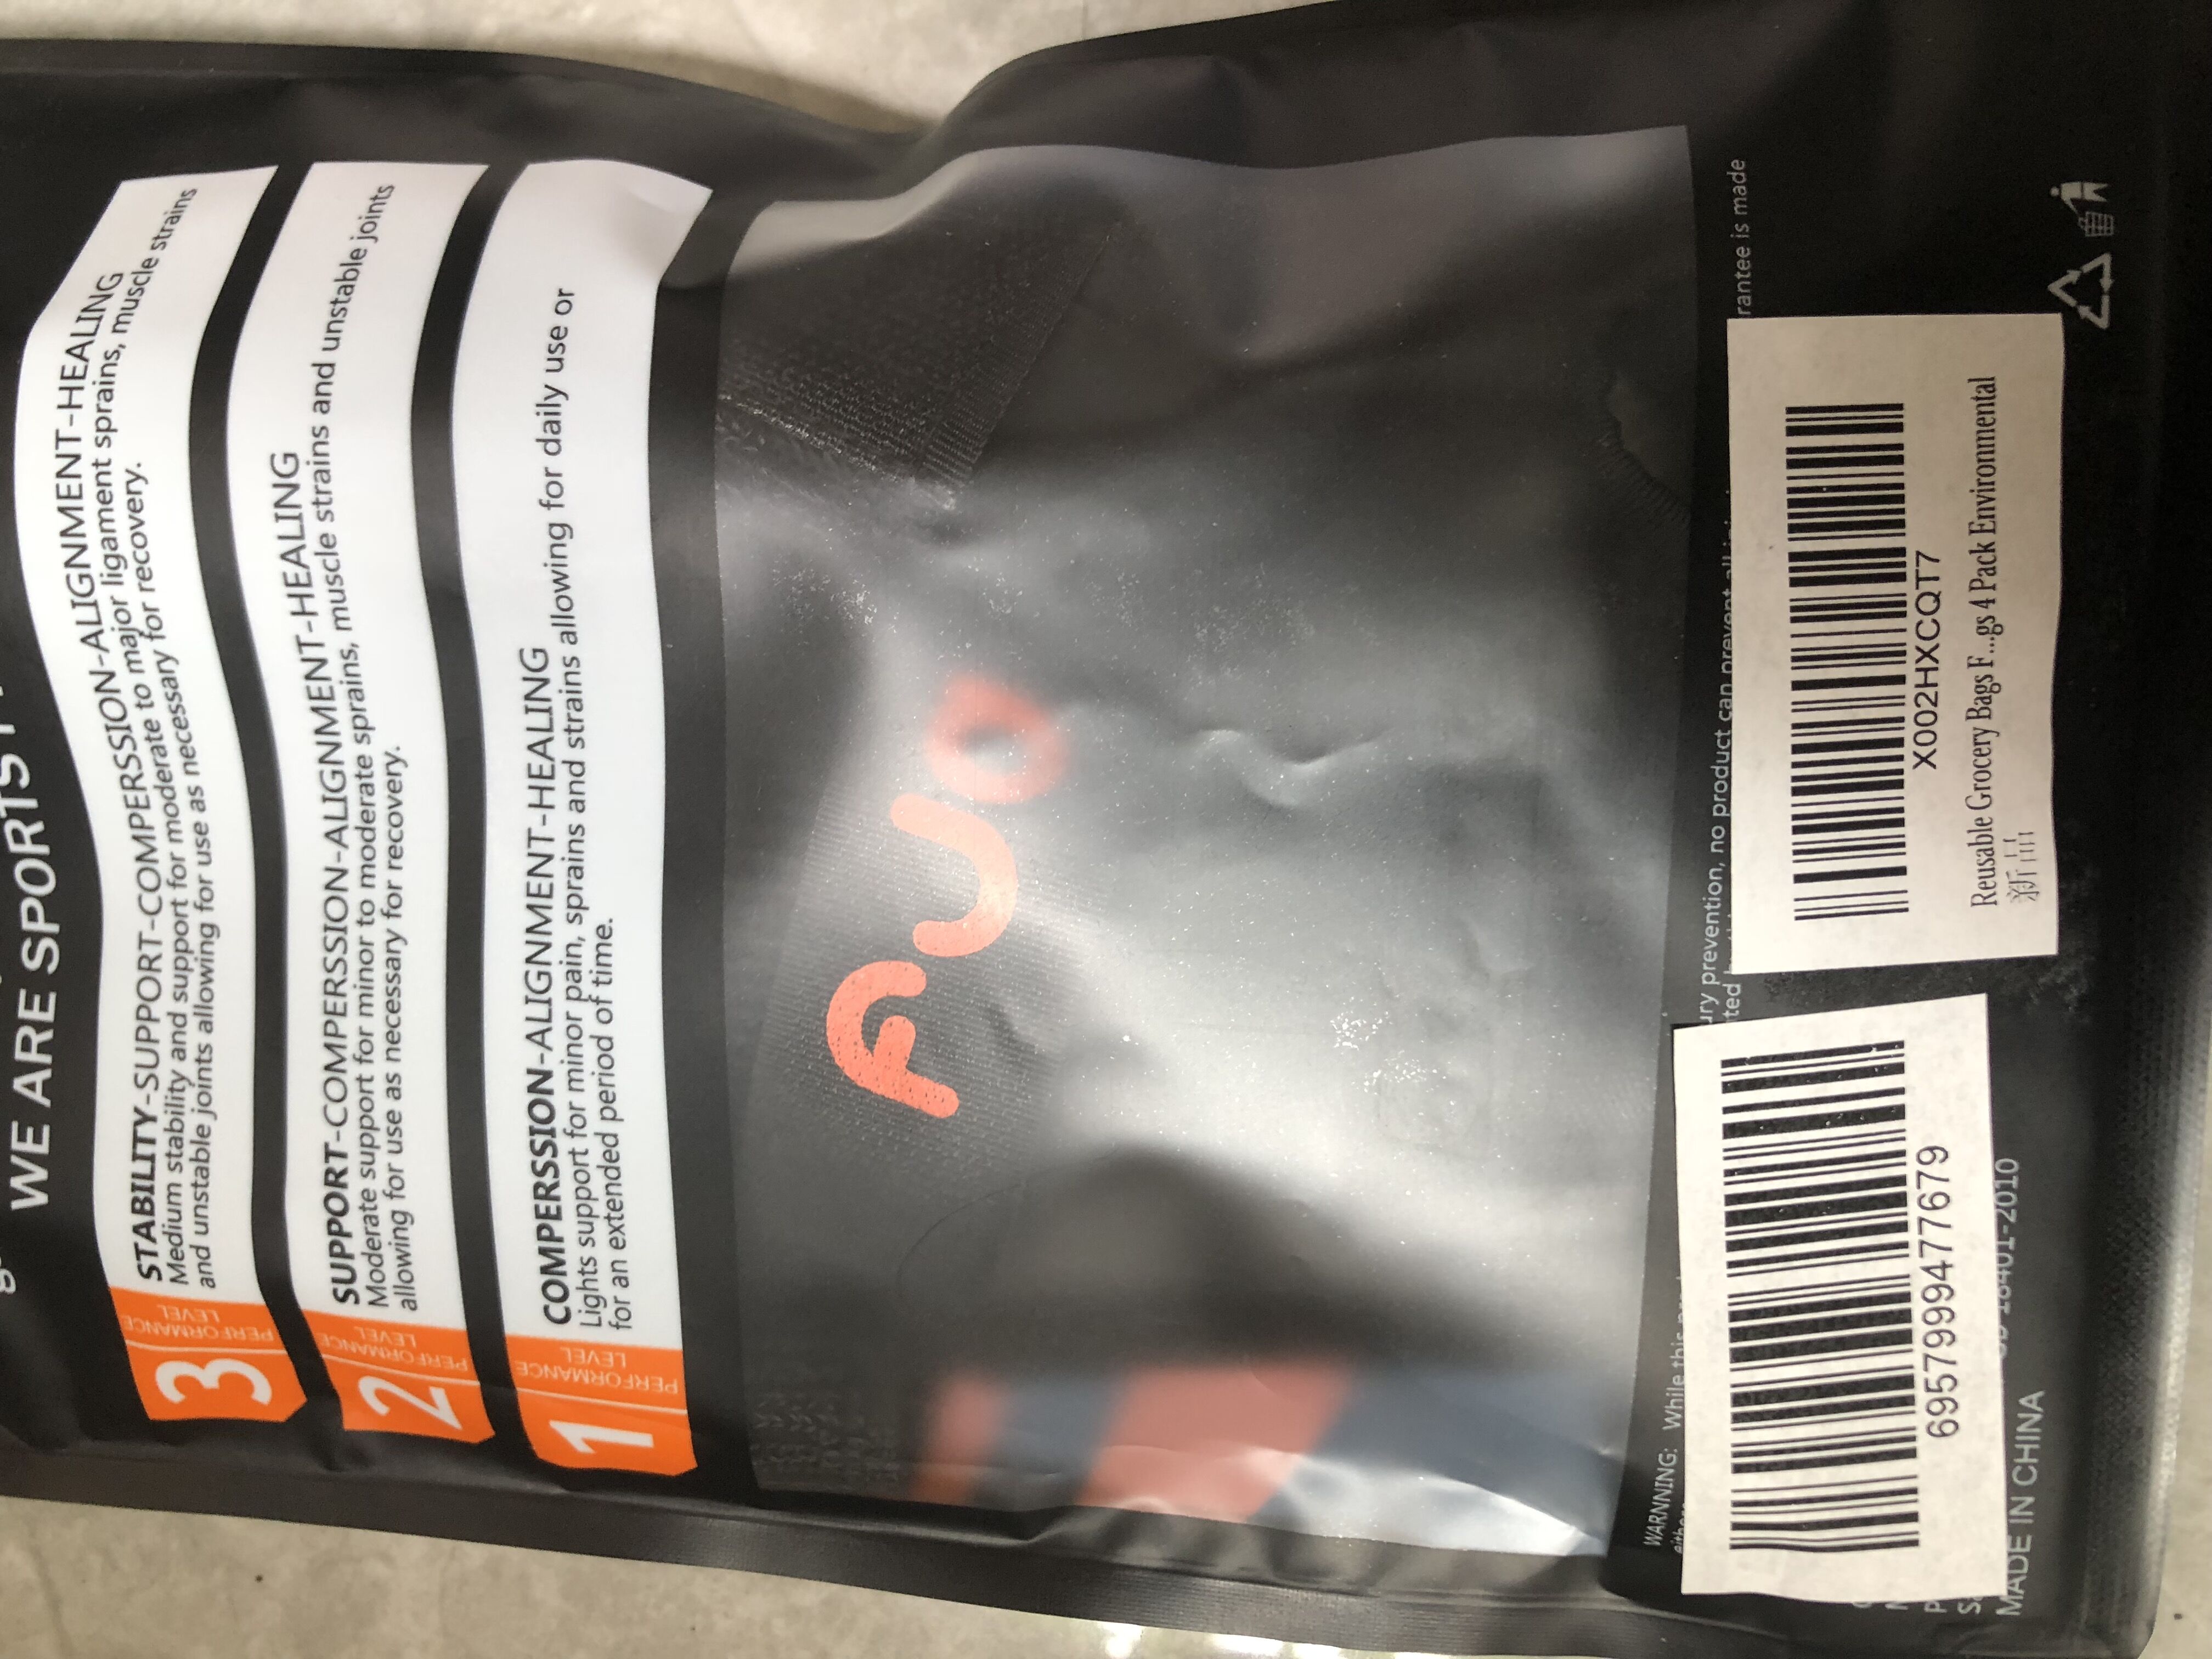 WE ARE SPORTS
STABILITY-SUPPORT-COMPERSSION-ALIGNMENT-HEALING
Medium stability and support for moderate to major ligament sprains, muscle strains
and unstable joints allowing for use as necessary for recovery.
3 PERFORMANCE
LEVEL
SUPPORT-COMPERSSION-ALIGNMENT-HEALING
Moderate support for minor to moderate sprains, muscle strains and unstable joints
allowing for use as necessary for recovery.
2 PERFORMANCE
LEVEL
COMPERSSION-ALIGNMENT-HEALING
Lights support for minor pain, sprains and strains allowing for daily use or
for an extended period of time.
1 PERFORMANCE
LEVEL
WARNNING: While this
ury prevention, no product can prevent all
rantee is made
6957999477679
18401-2010
MADE IN CHINA
X002HXCQT7
Reusable Grocery Bags F...gs 4 Pack Environmental
新品